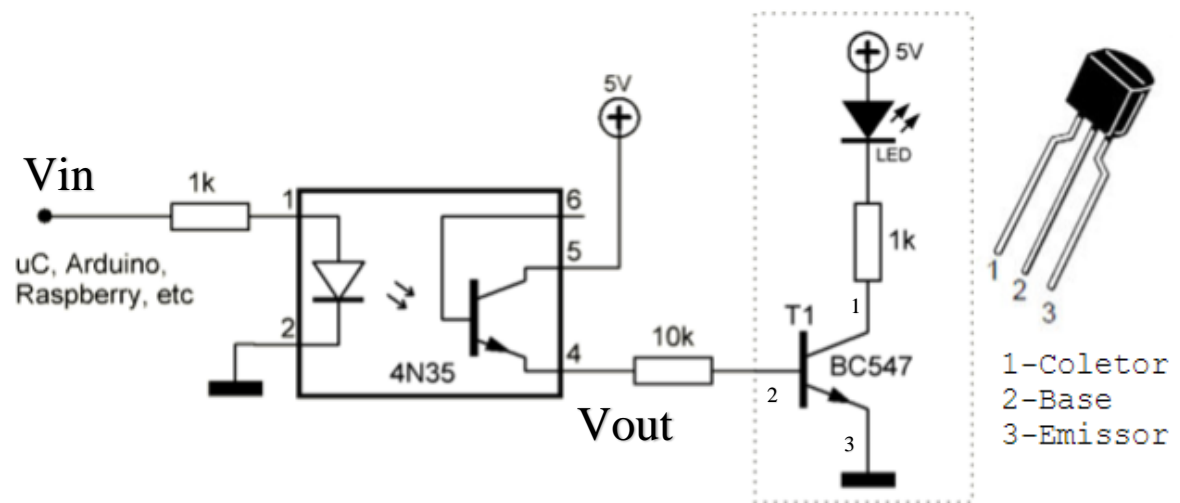 Vin
1k
uC, Arduino,
Raspberry, etc
1
2
4N35
6
5
4
5V
Vout
10k
5V
LED
1k
1
T1
BC547
2
3
1
2
3
1-Coletor
2-Base
3-Emissor